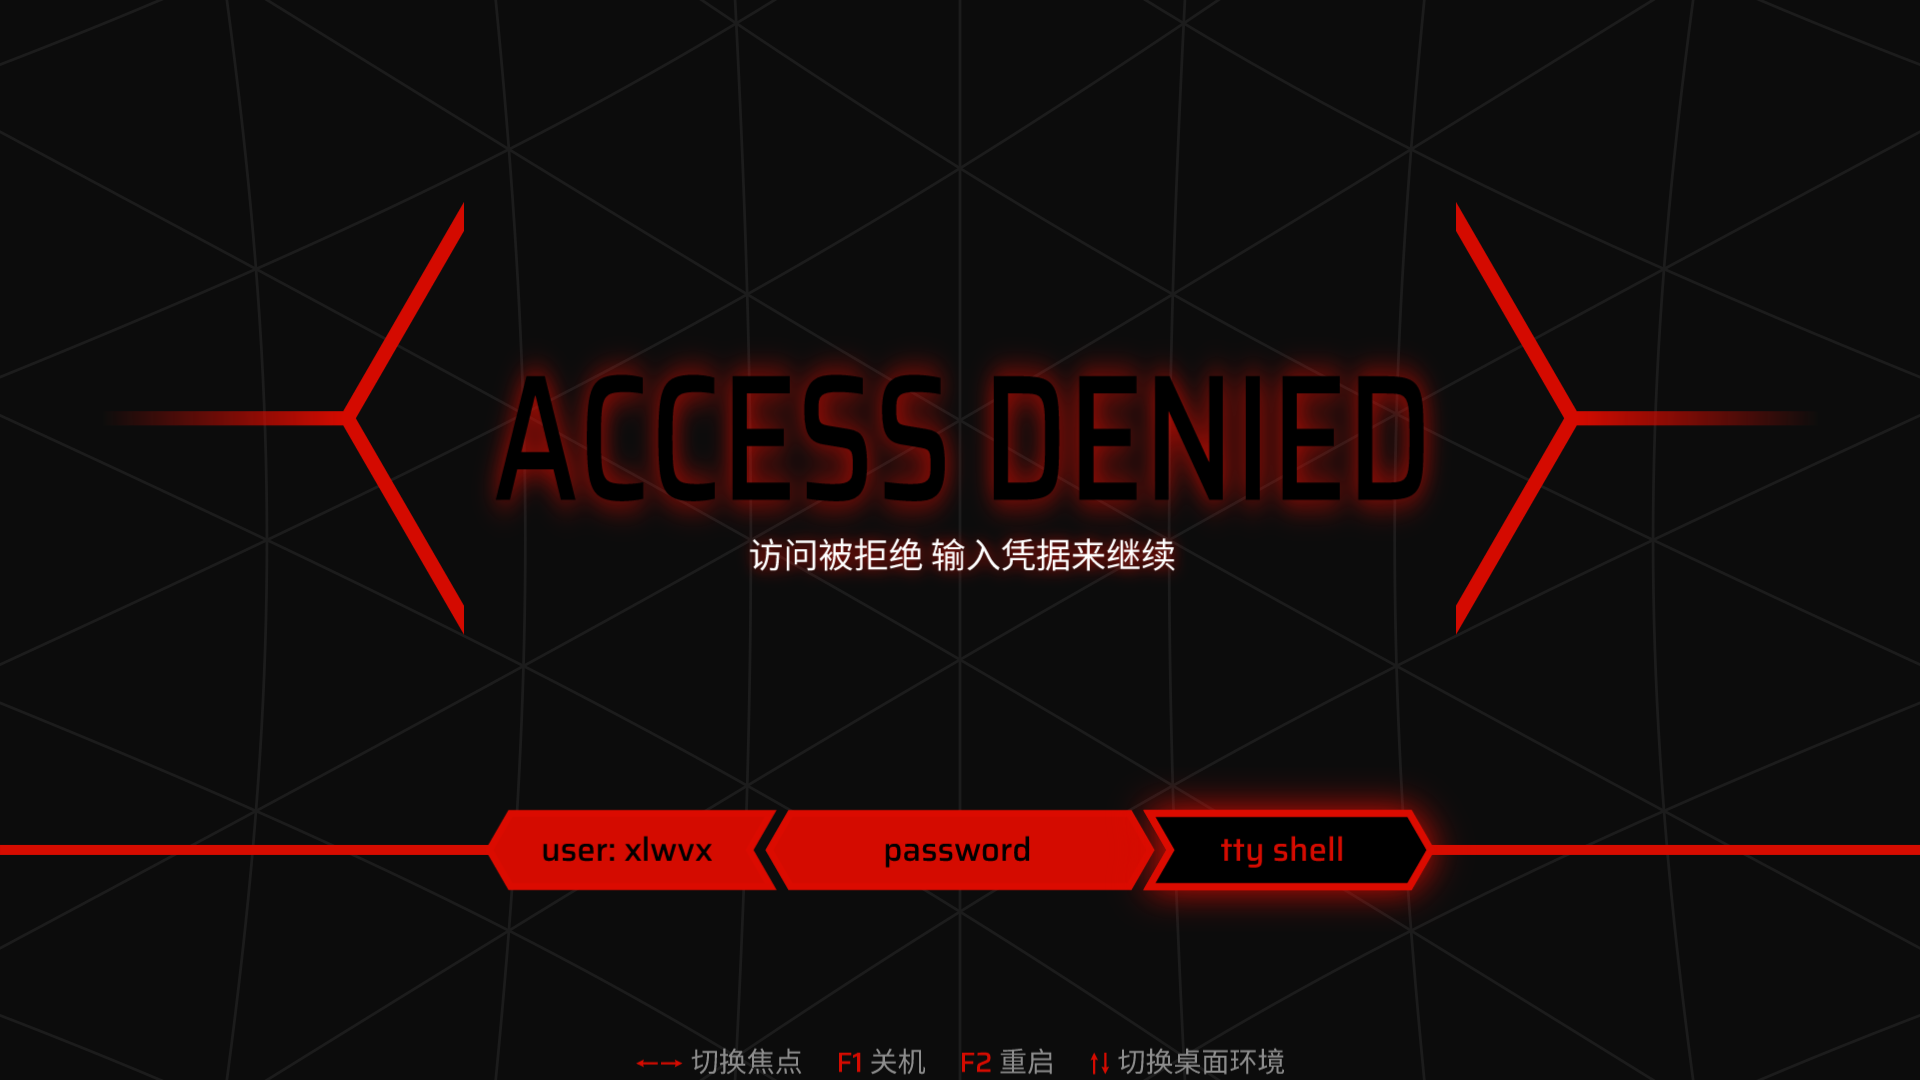 ACCESS DENIED
访问被拒绝 输入凭据来继续
user: xlwvx password tty shell
←→ 切换焦点 F1 关机 F2 重启 ↑↓ 切换桌面环境